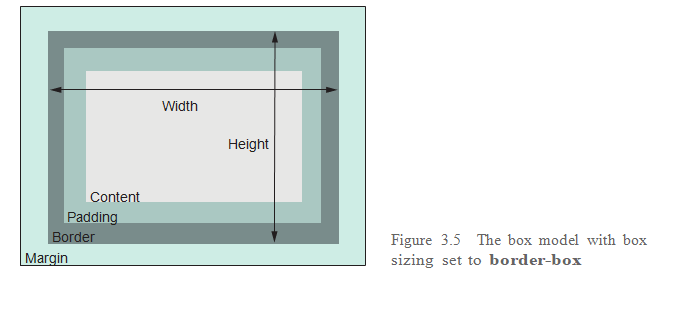 Width
Height
Content
Padding
Border
Margin
Figure 3.5 The box model with box
sizing set to border-box